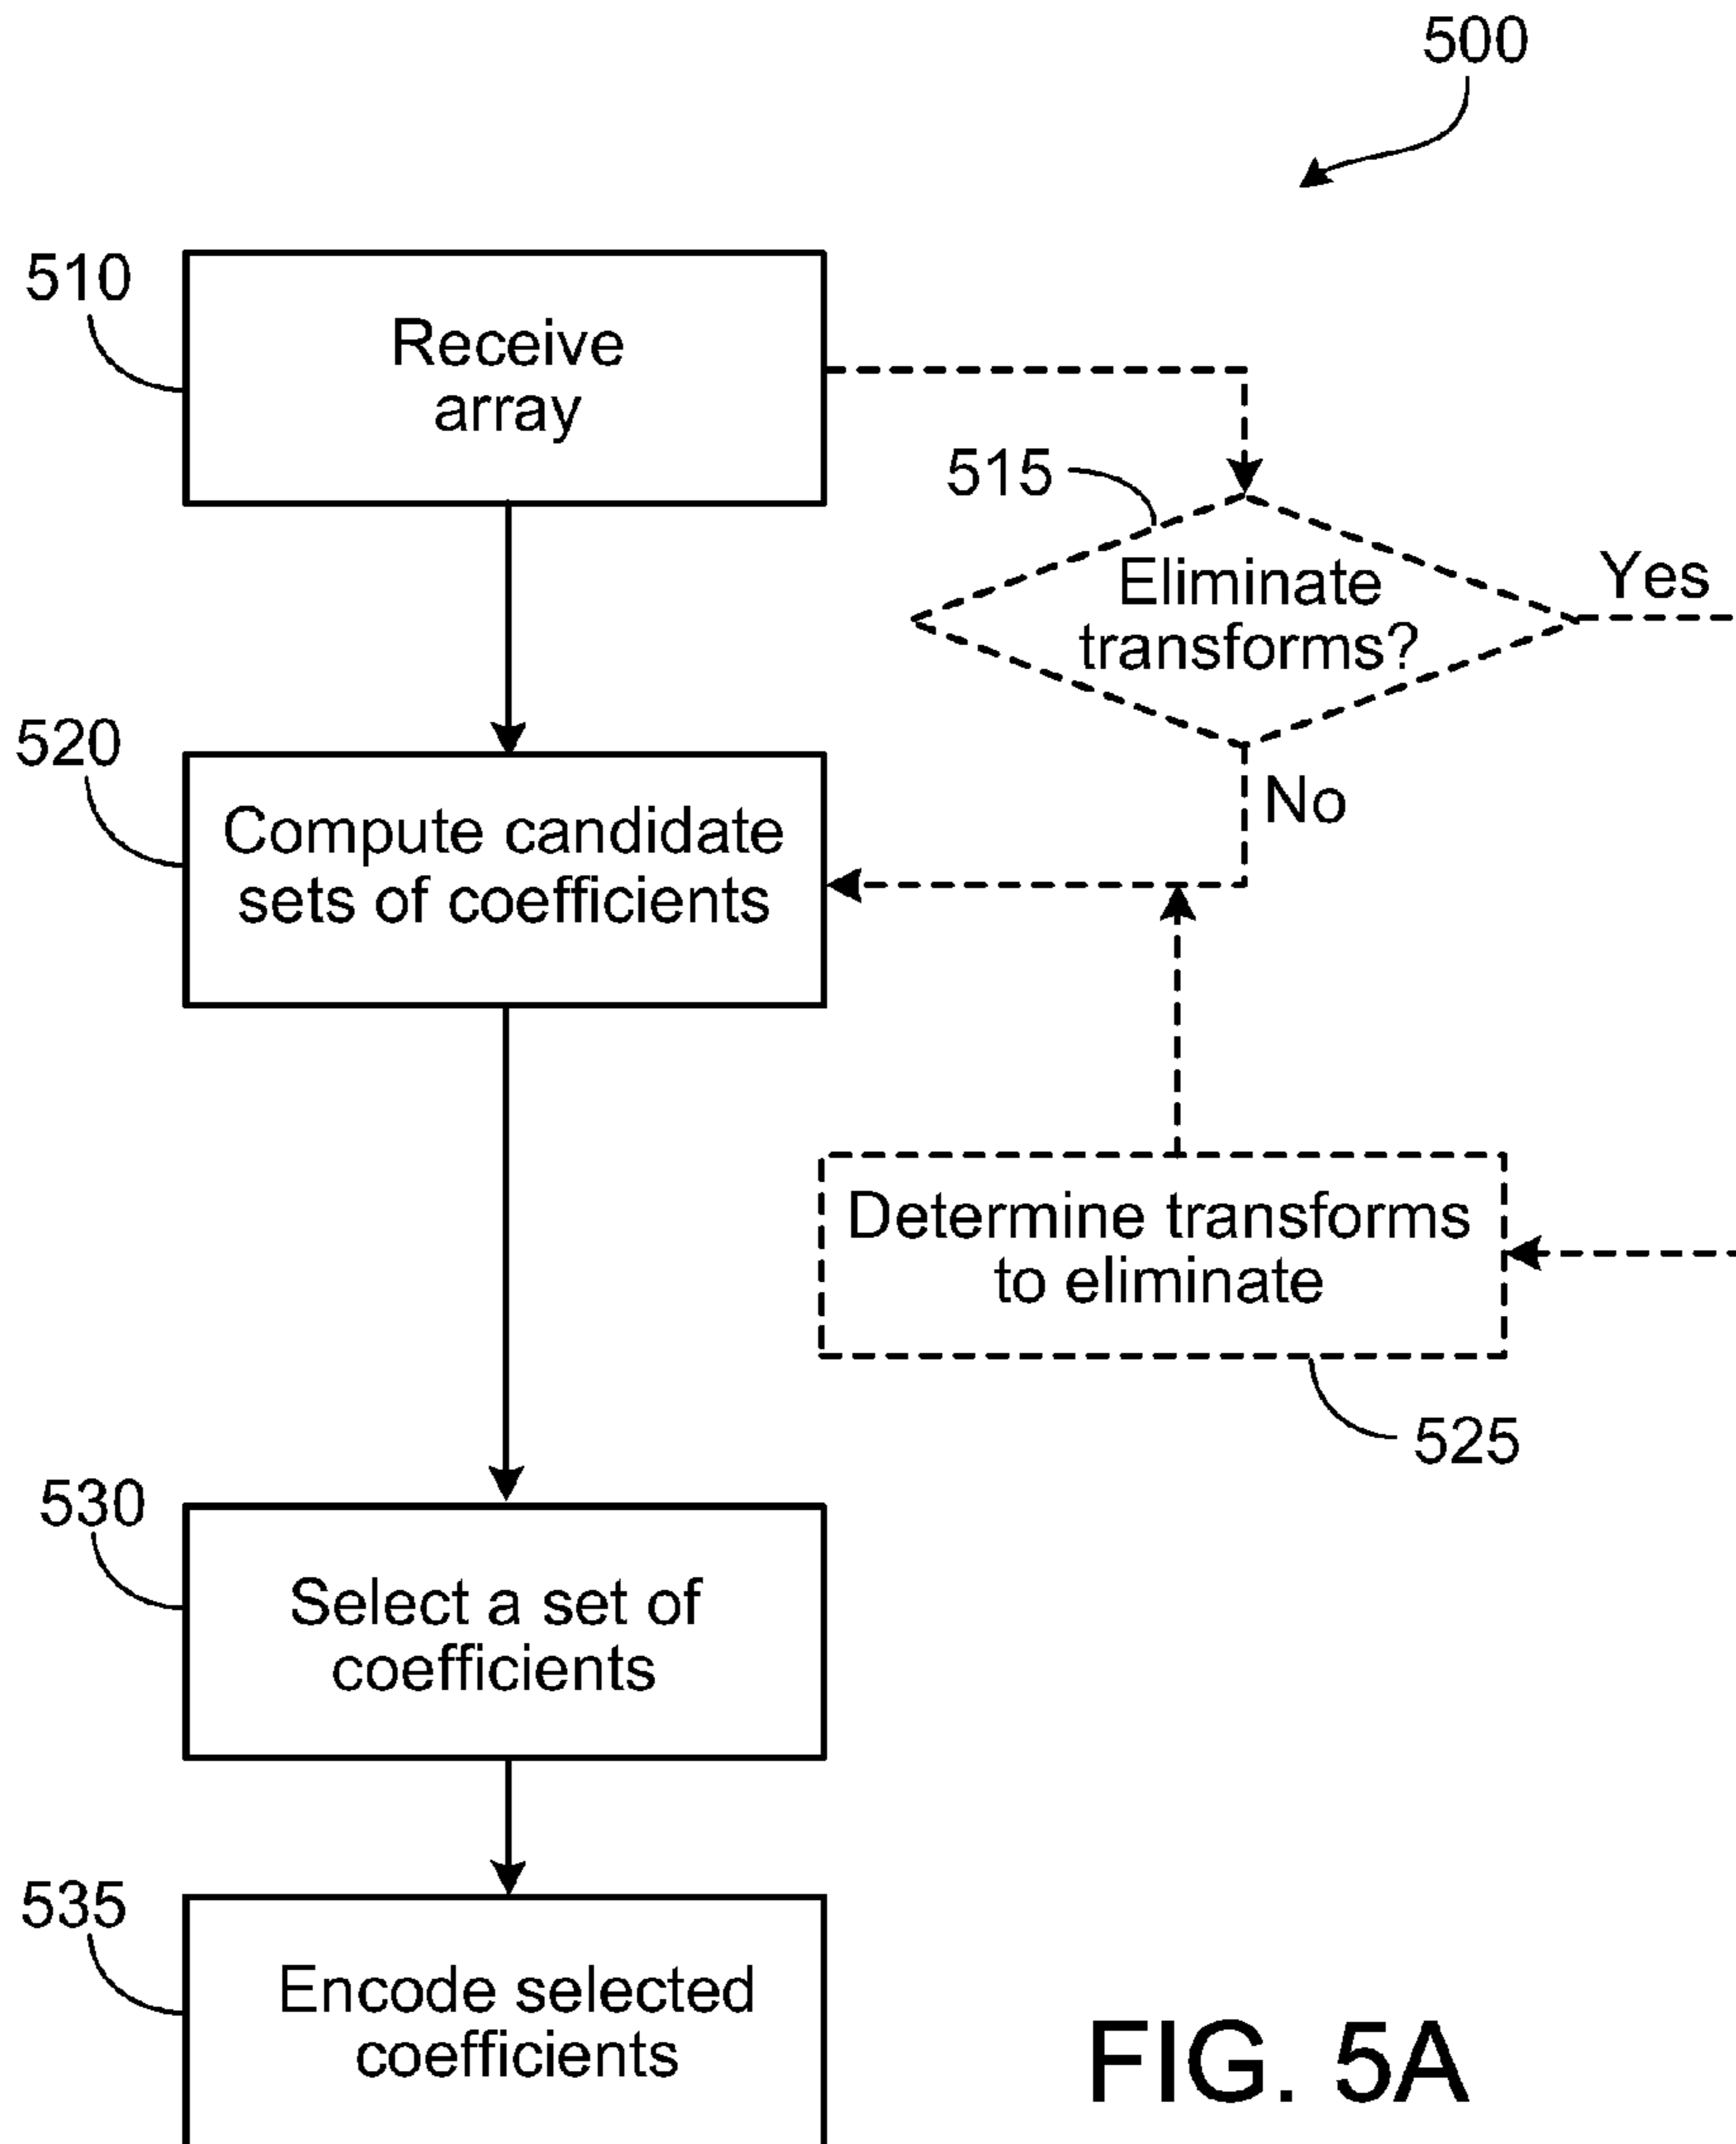 500
510
Receive
array
515
Eliminate
transforms?
Yes
No
520
Compute candidate
sets of coefficients
Determine transforms
to eliminate
525
530
Select a set of
coefficients
535
Encode selected
coefficients
FIG. 5A